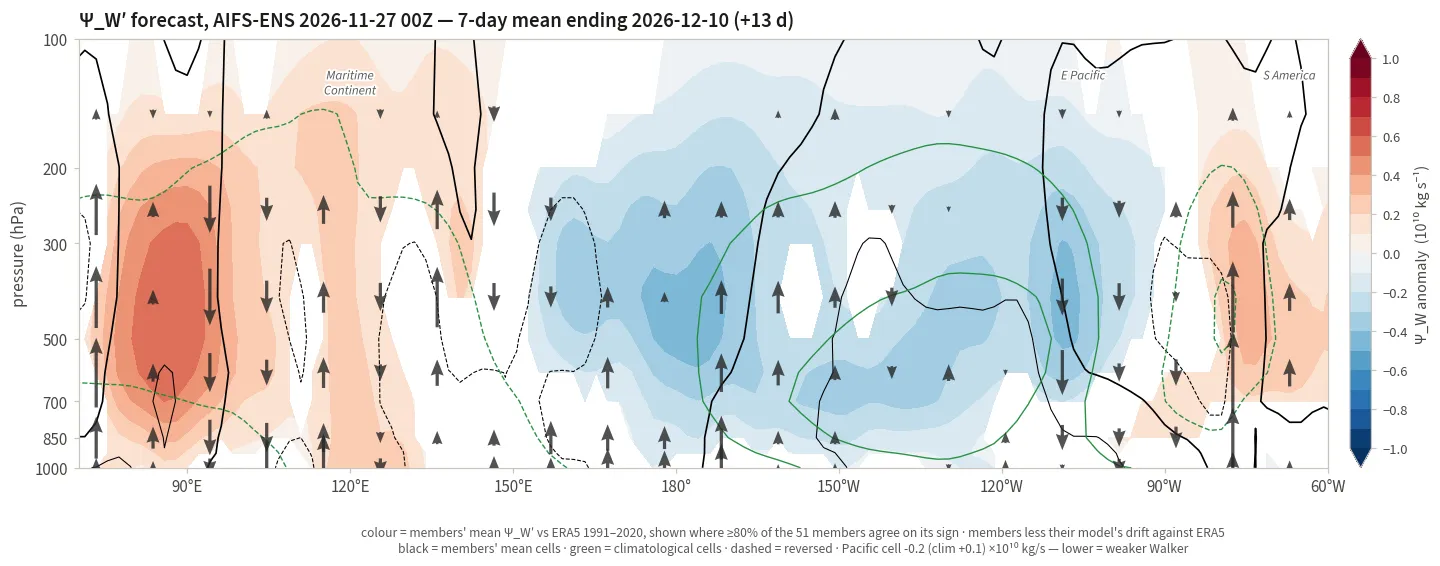 Ψ_W′ forecast, AIFS-ENS 2026-11-27 00Z — 7-day mean ending 2026-12-10 (+13 d)
Maritime
Continent
E Pacific
S America
100
200
300
400
500
700
850
1000
pressure (hPa)
90°E
120°E
150°E
180°
150°W
120°W
90°W
60°W
1.0
0.8
0.6
0.4
0.2
0.0
−0.2
−0.4
−0.6
−0.8
−1.0
Ψ_W anomaly (10¹⁰ kg s⁻¹)
colour = members' mean Ψ_W′ vs ERA5 1991–2020, shown where ≥80% of the 51 members agree on its sign · members less their model's drift against ERA5
black = members' mean cells · green = climatological cells · dashed = reversed · Pacific cell -0.2 (clim +0.1) ×10¹⁰ kg/s — lower = weaker Walker